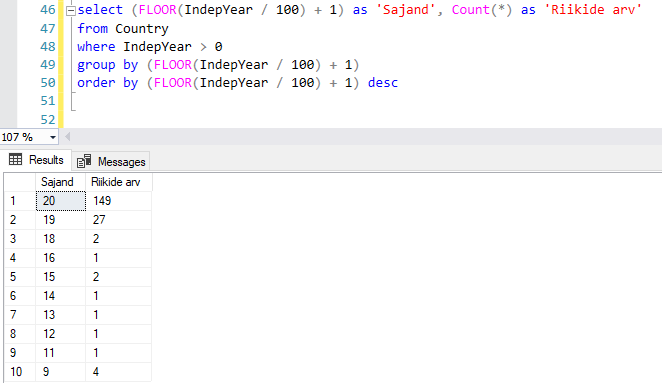 46 select (FLOOR(IndepYear / 100) + 1) as 'Sajand', Count(*) as 'Riikide arv'
47 from Country
48 where IndepYear > 0
49 group by (FLOOR(IndepYear / 100) + 1)
50 order by (FLOOR(IndepYear / 100) + 1) desc
51
52
107 %
Results Messages
Sajand Riikide arv
1 20 149
2 19 27
3 18 2
4 16 1
5 15 2
6 14 1
7 13 1
8 12 1
9 11 1
10 9 4